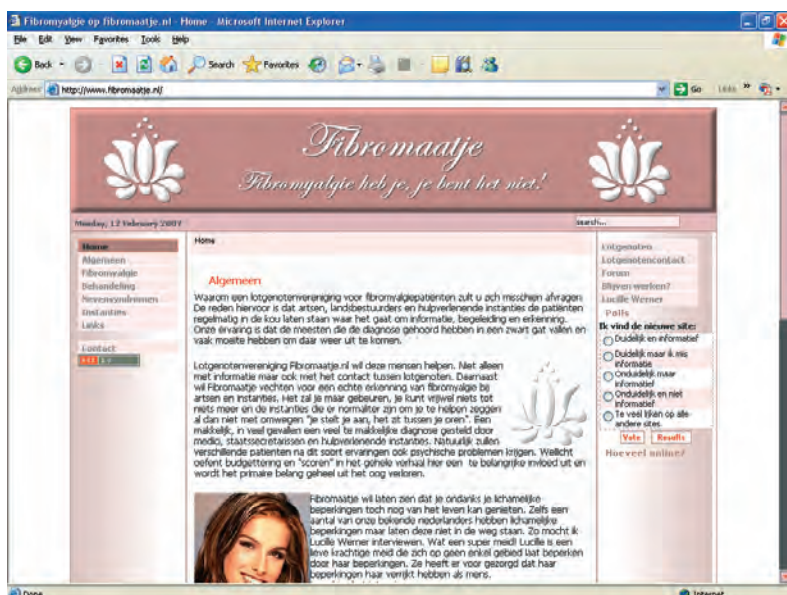 Fibromyalgie op fibromaatje.nl - Home - Microsoft Internet Explorer
File Edit View Favorites Tools Help
Back Search Favorites
Address http://www.fibromaatje.nl/ Go Links »
Fibromaatje
Fibromyalgie heb je, je bent het niet!
Monday, 12 February 2007
search...
Home
Algemeen
Fibromyalgie
Behandeling
Nevensyndromen
Instanties
Links
Contact
Home
Algemeen
Waarom een lotgenotenvereniging voor fibromyalgiepatienten zult u zich misschien afvragen.
De reden hiervoor is dat artsen, landsbestuurders en hulpverlenende instanties de patiënten
regelmatig in de kou laten staan waar het gaat om informatie, begeleiding en erkenning.
Onze ervaring is dat de meesten die de diagnose gehoord hebben in een zwart gat vallen en
vaak moeite hebben om daar weer uit te komen.
Lotgenotenvereniging Fibromaatje.nl wil deze mensen helpen. Niet alleen
met informatie maar ook met het contact tussen lotgenoten. Daarnaast
wil Fibromaatje vechten voor een echte erkenning van fibromyalgie bij
artsen en instanties. Het zal je maar gebeuren, je kunt vrijwel niets tot
niets meer en de instanties die er normaliter zijn om je te helpen zeggen
al dan niet met omwegen "je stelt je aan, het zit tussen je oren". Een
makkelijk, in veel gevallen een veel te makkelijke diagnose gesteld door
medici, staatssecretarissen en hulpverlenende instanties. Natuurlijk zullen
verschillende patienten na dit soort ervaringen ook psychische problemen krijgen. Wellicht
oefent budgettering en "scoren" in het gehele verhaal hier een te belangrijke invloed uit en
wordt het primaire belang geheel uit het oog verloren.
Fibromaatje wil laten zien dat je ondanks je lichamelijke
beperkingen toch nog van het leven kan genieten. Zelfs een
aantal van onze bekende nederlanders hebben lichamelijke
beperkingen maar laten deze niet in de weg staan. Zo mocht ik
Lucille Werner interviewen. Wat een super meid! Lucille is een
lieve krachtige meid die zich op geen enkel gebied laat beperken
door haar beperkingen. Ze heeft er voor gezorgd dat haar
beperkingen haar verrijkt hebben als mens.
Lotgenoten
Lotgenotencontact
Forum
Blijven werken?
Lucille Werner
Polls
Ik vind de nieuwe site:
Duidelijk en informatief
Duidelijk maar ik mis
informatie
Onduidelijk maar
informatief
Onduidelijk en niet
informatief
Te veel lijken op alle
andere sites
Vote Results
Hoeveel online?
Done Internet